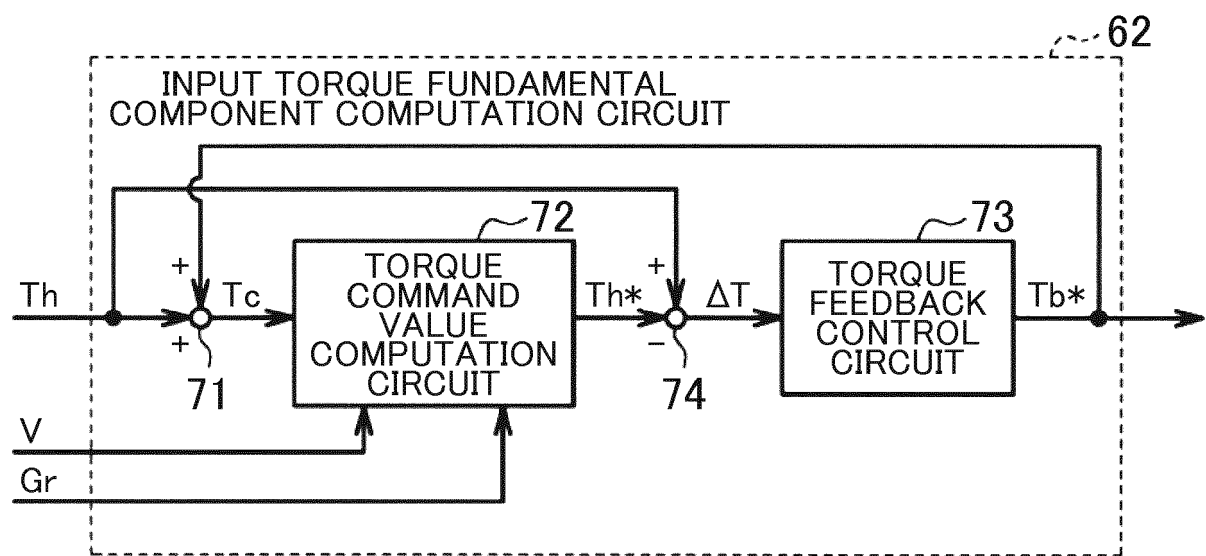 62
INPUT TORQUE FUNDAMENTAL
COMPONENT COMPUTATION CIRCUIT
72
73
Th
+
+
71
Tc
TORQUE
COMMAND
VALUE
COMPUTATION
CIRCUIT
Th*
+
−
74
ΔT
TORQUE
FEEDBACK
CONTROL
CIRCUIT
Tb*
V
Gr